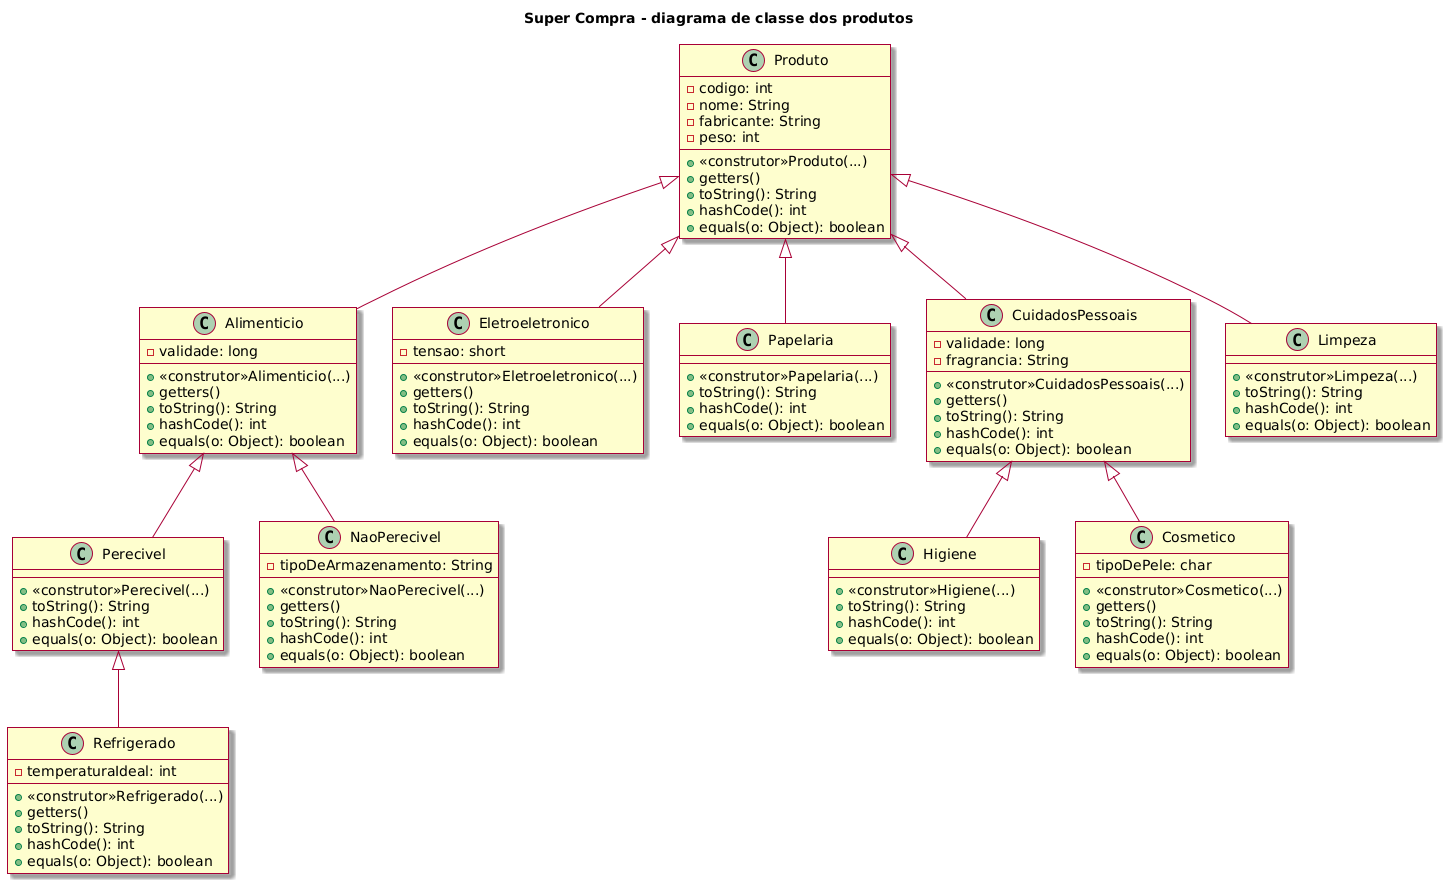 Super Compra - diagrama de classe dos produtos
C Produto
codigo: int
nome: String
fabricante: String
peso: int
«construtor»Produto(...)
getters()
toString(): String
hashCode(): int
equals(o: Object): boolean
C Alimenticio
validade: long
«construtor»Alimenticio(...)
getters()
toString(): String
hashCode(): int
equals(o: Object): boolean
C Eletroeletronico
tensao: short
«construtor»Eletroeletronico(...)
getters()
toString(): String
hashCode(): int
equals(o: Object): boolean
C Papelaria
«construtor»Papelaria(...)
toString(): String
hashCode(): int
equals(o: Object): boolean
C CuidadosPessoais
validade: long
fragrancia: String
«construtor»CuidadosPessoais(...)
getters()
toString(): String
hashCode(): int
equals(o: Object): boolean
C Limpeza
«construtor»Limpeza(...)
toString(): String
hashCode(): int
equals(o: Object): boolean
C Perecivel
«construtor»Perecivel(...)
toString(): String
hashCode(): int
equals(o: Object): boolean
C NaoPerecivel
tipoDeArmazenamento: String
«construtor»NaoPerecivel(...)
getters()
toString(): String
hashCode(): int
equals(o: Object): boolean
C Higiene
«construtor»Higiene(...)
toString(): String
hashCode(): int
equals(o: Object): boolean
C Cosmetico
tipoDePele: char
«construtor»Cosmetico(...)
getters()
toString(): String
hashCode(): int
equals(o: Object): boolean
C Refrigerado
temperaturaIdeal: int
«construtor»Refrigerado(...)
getters()
toString(): String
hashCode(): int
equals(o: Object): boolean